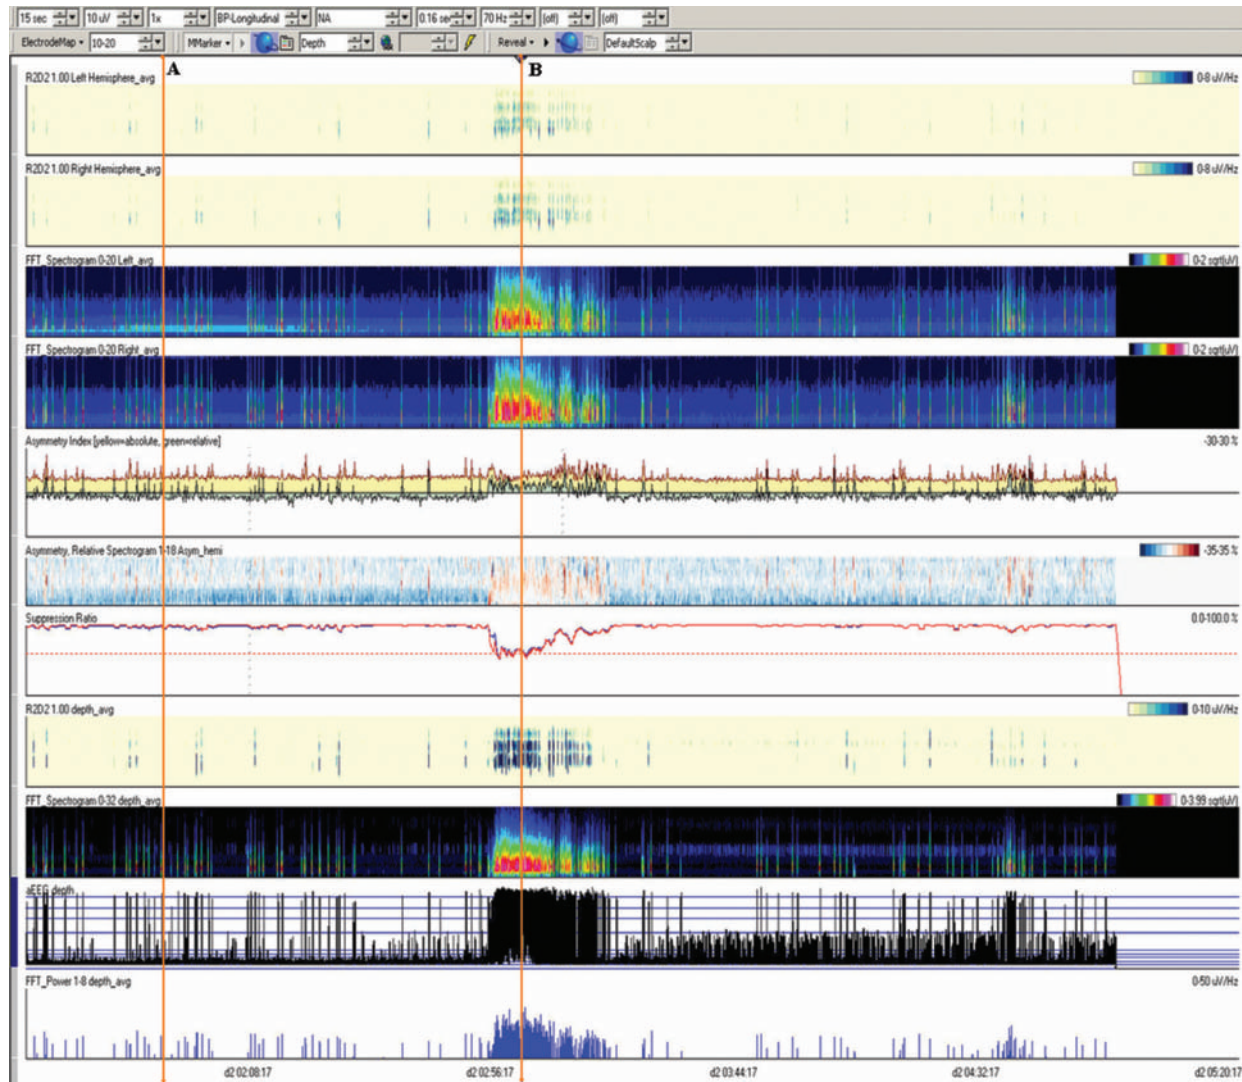 15 sec 10 uV 1x BP-Longitudinal NA 0.16 sec 70 Hz (off) (off)
ElectrodeMap 10-20 MMarker Depth Reveal DefaultScalp
A B
R2D2 1.00 Left Hemisphere_avg 0-8 uV/Hz
R2D2 1.00 Right Hemisphere_avg 0-8 uV/Hz
FFT_Spectrogram 0-20 Left_avg 0-2 sqrt(uV)
FFT_Spectrogram 0-20 Right_avg 0-2 sqrt(uV)
Asymmetry Index [yellow=absolute, green=relative] -30-30 %
Asymmetry, Relative Spectrogram 1-18 Asym_hemi -35-35 %
Suppression Ratio 0.0-100.0 %
R2D2 1.00 depth_avg 0-10 uV/Hz
FFT_Spectrogram 0-32 depth_avg 0-3.99 sqrt(uV)
aEEG depth
FFT_Power 1-8 depth_avg 0-50 uV/Hz
d2 02:08:17 d2 02:56:17 d2 03:44:17 d2 04:32:17 d2 05:20:17